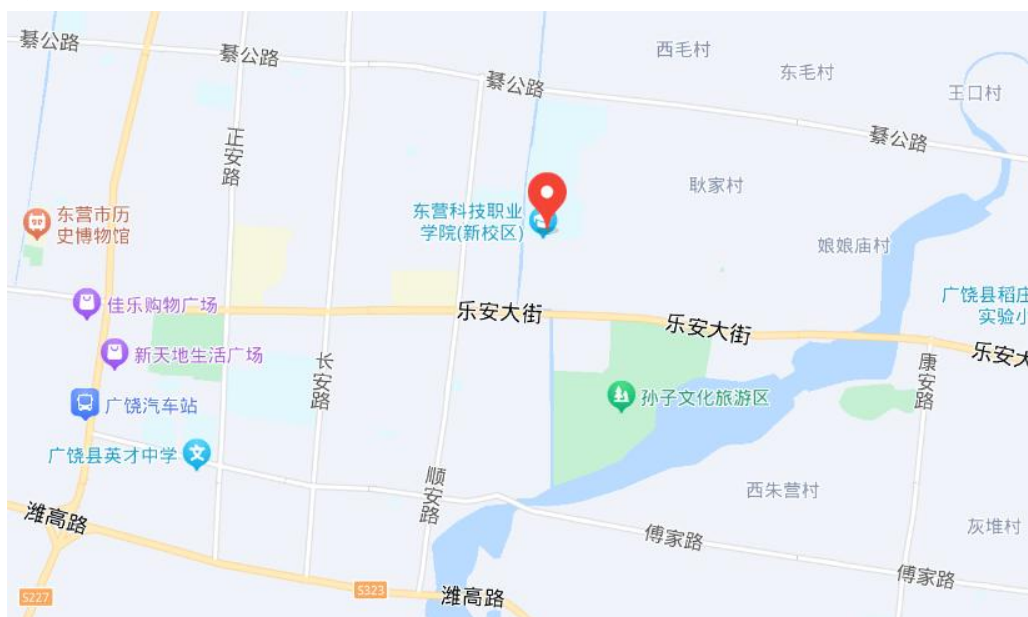 綦公路
綦公路
西毛村
东毛村
王口村
綦公路
綦公路
正安路
耿家村
东营市历
史博物馆
东营科技职业
学院(新校区)
娘娘庙村
佳乐购物广场
乐安大街
乐安大街
广饶县稻庄
实验小
乐安大
新天地生活广场
长安路
康安路
广饶汽车站
孙子文化旅游区
广饶县英才中学
文
顺安路
西朱营村
潍高路
傅家路
灰堆村
傅家路
S227
S323
潍高路